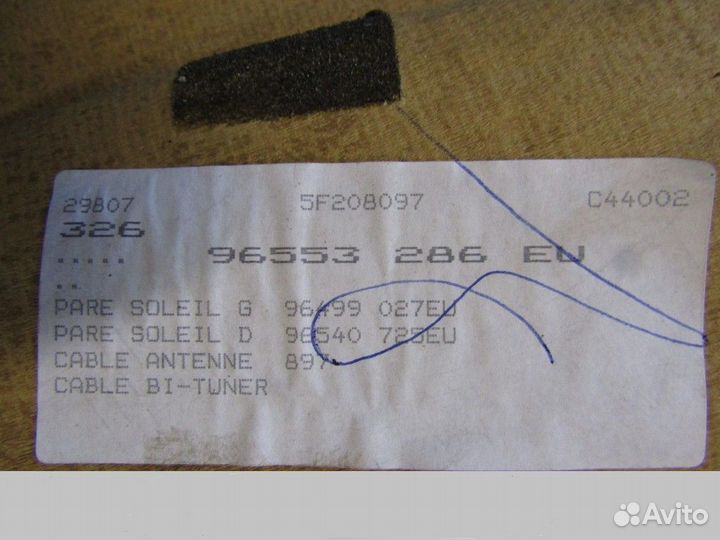 29807 5F208097 C44002
326
96553 286 EU
PARE SOLEIL G 96499 027EU
PARE SOLEIL D 96540 725EU
CABLE ANTENNE 897
CABLE BI-TUNER
Avito